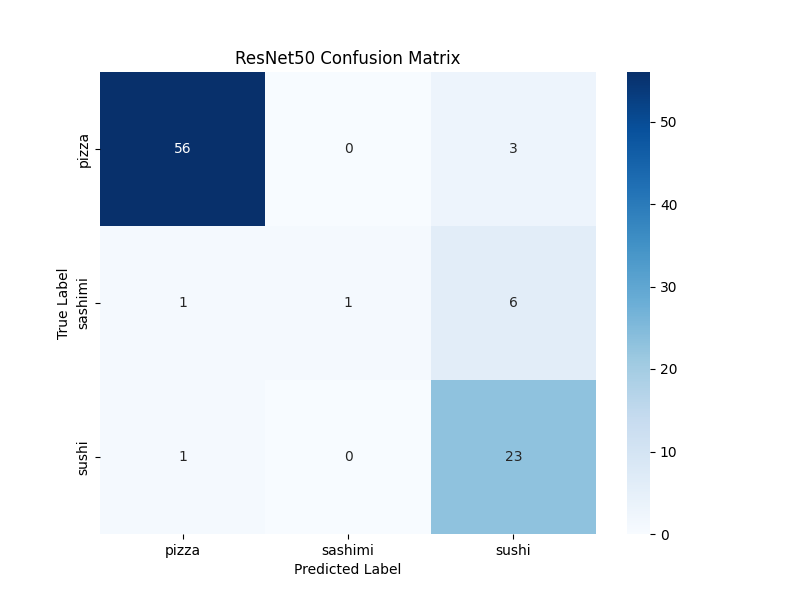 ResNet50 Confusion Matrix
True Label
pizza
56
0
3
sashimi
1
1
6
sushi
1
0
23
pizza
sashimi
sushi
Predicted Label
50
40
30
20
10
0